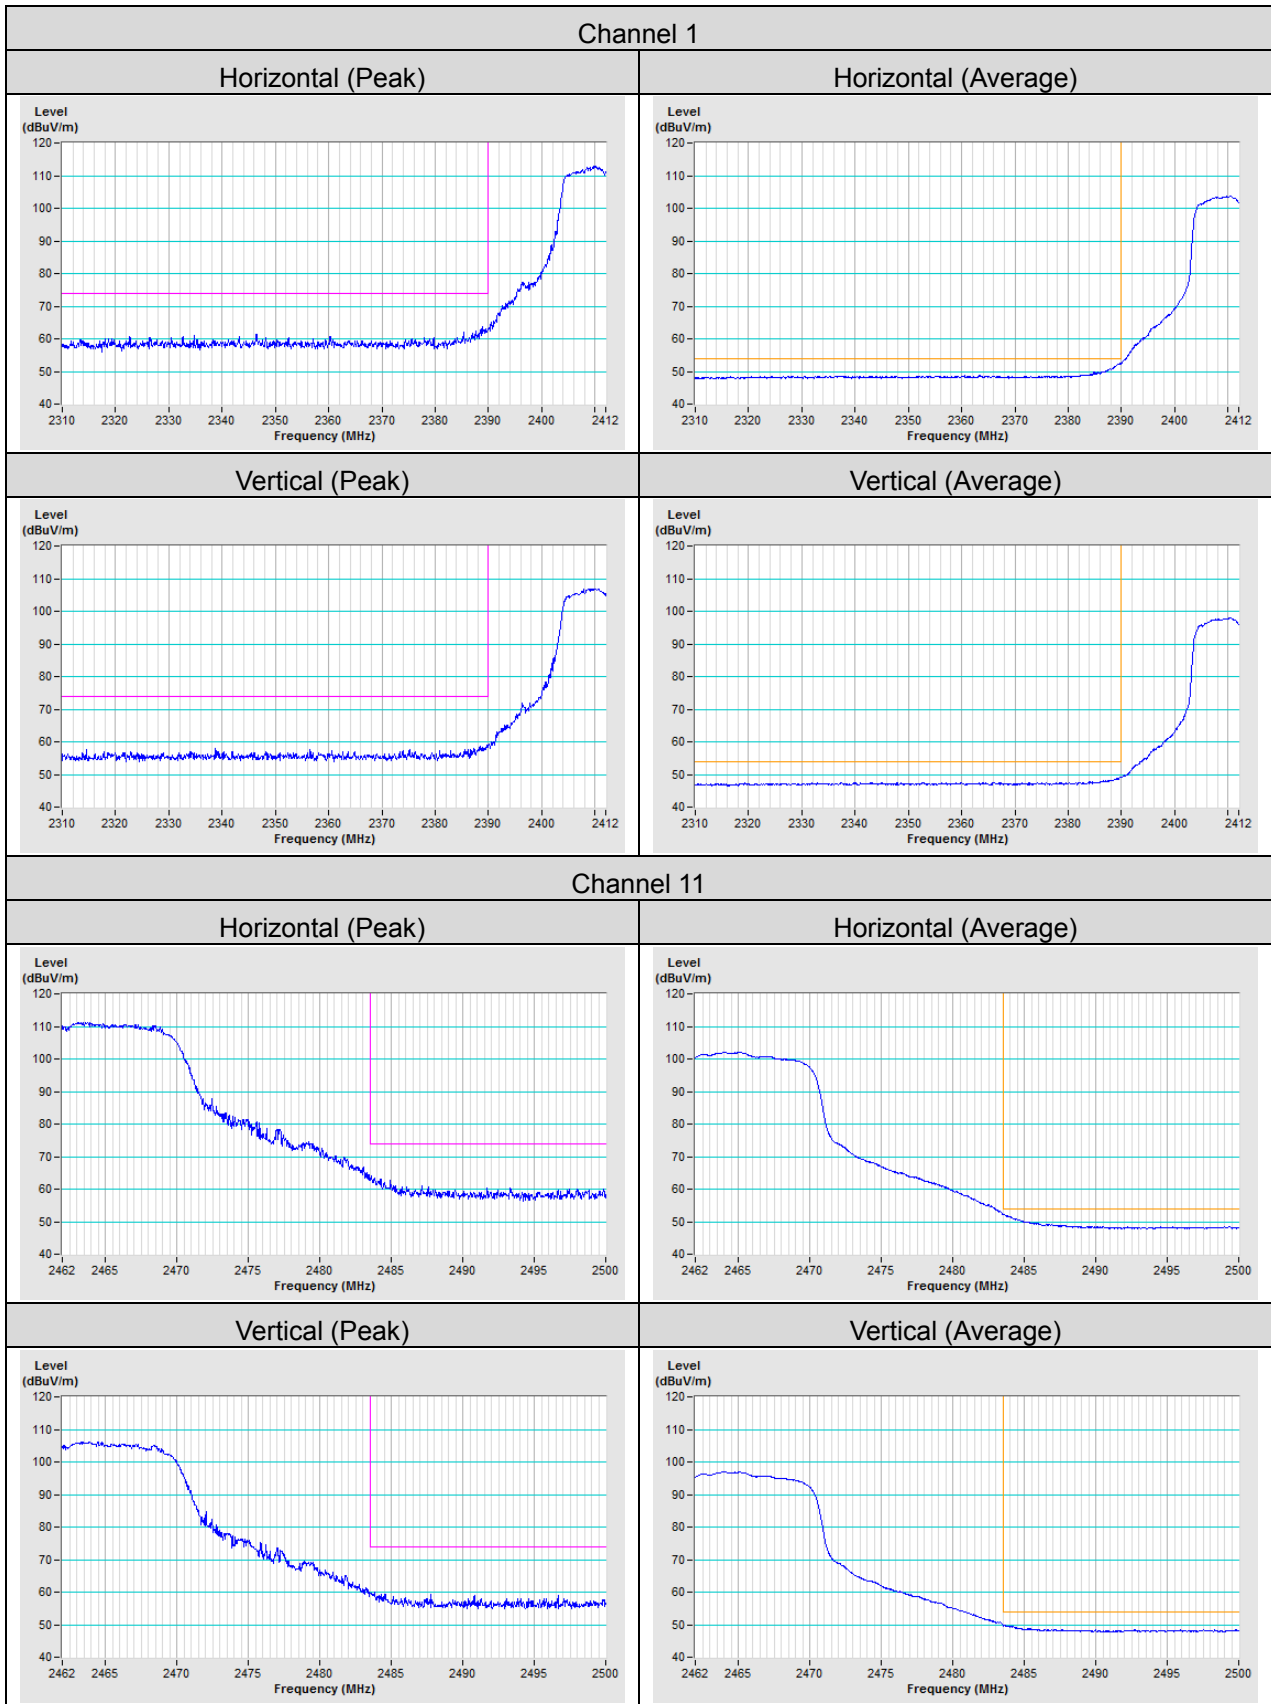 Channel 1
Horizontal (Peak) Horizontal (Average)
Level Level
(dBuV/m) (dBuV/m)
120 120
110 110
100 100
90 90
80 80
70 70
60 60
50 50
40 40
2310 2320 2330 2340 2350 2360 2370 2380 2390 2400 2412 2310 2320 2330 2340 2350 2360 2370 2380 2390 2400 2412
Frequency (MHz) Frequency (MHz)
Vertical (Peak) Vertical (Average)
Level Level
(dBuV/m) (dBuV/m)
120 120
110 110
100 100
90 90
80 80
70 70
60 60
50 50
40 40
2310 2320 2330 2340 2350 2360 2370 2380 2390 2400 2412 2310 2320 2330 2340 2350 2360 2370 2380 2390 2400 2412
Frequency (MHz) Frequency (MHz)
Channel 11
Horizontal (Peak) Horizontal (Average)
Level Level
(dBuV/m) (dBuV/m)
120 120
110 110
100 100
90 90
80 80
70 70
60 60
50 50
40 40
2462 2465 2470 2475 2480 2485 2490 2495 2500 2462 2465 2470 2475 2480 2485 2490 2495 2500
Frequency (MHz) Frequency (MHz)
Vertical (Peak) Vertical (Average)
Level Level
(dBuV/m) (dBuV/m)
120 120
110 110
100 100
90 90
80 80
70 70
60 60
50 50
40 40
2462 2465 2470 2475 2480 2485 2490 2495 2500 2462 2465 2470 2475 2480 2485 2490 2495 2500
Frequency (MHz) Frequency (MHz)